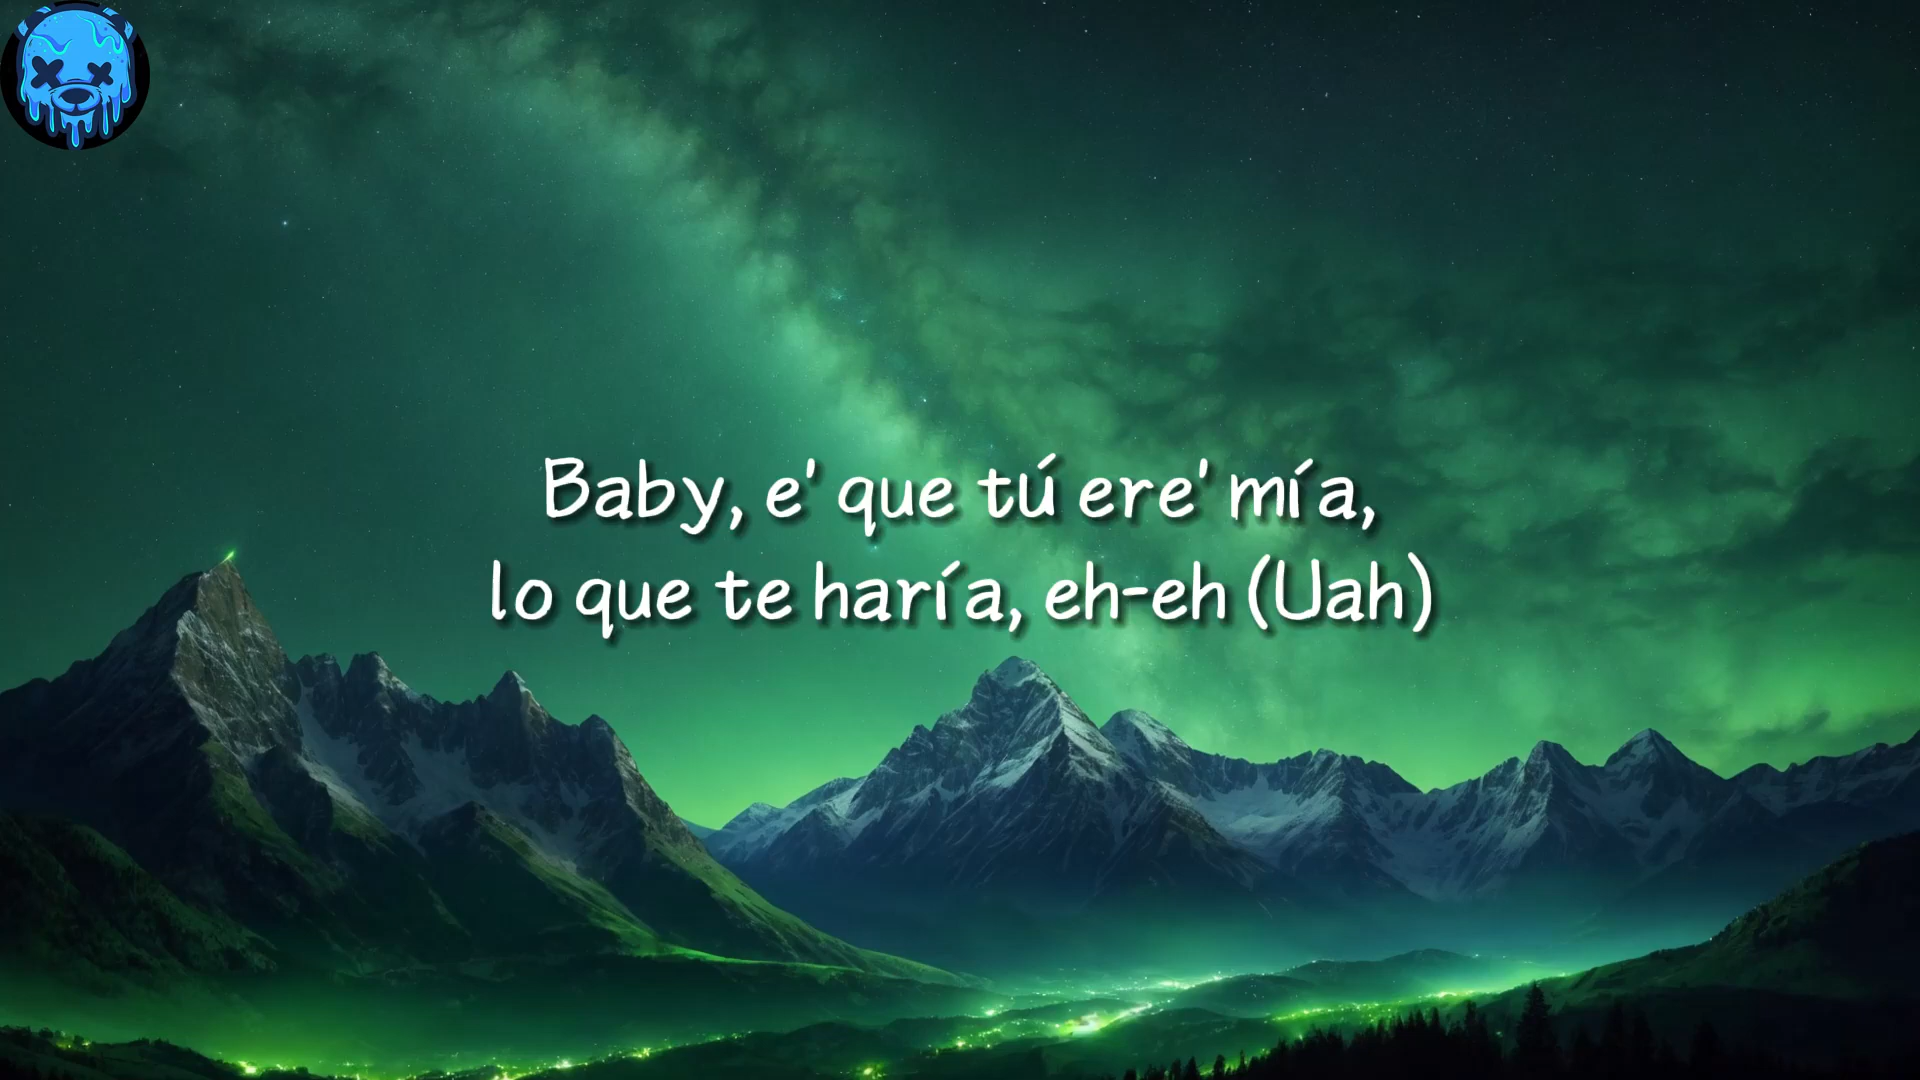 Baby, e' que tú ere' mía,
lo que te haría, eh-eh (Uah)